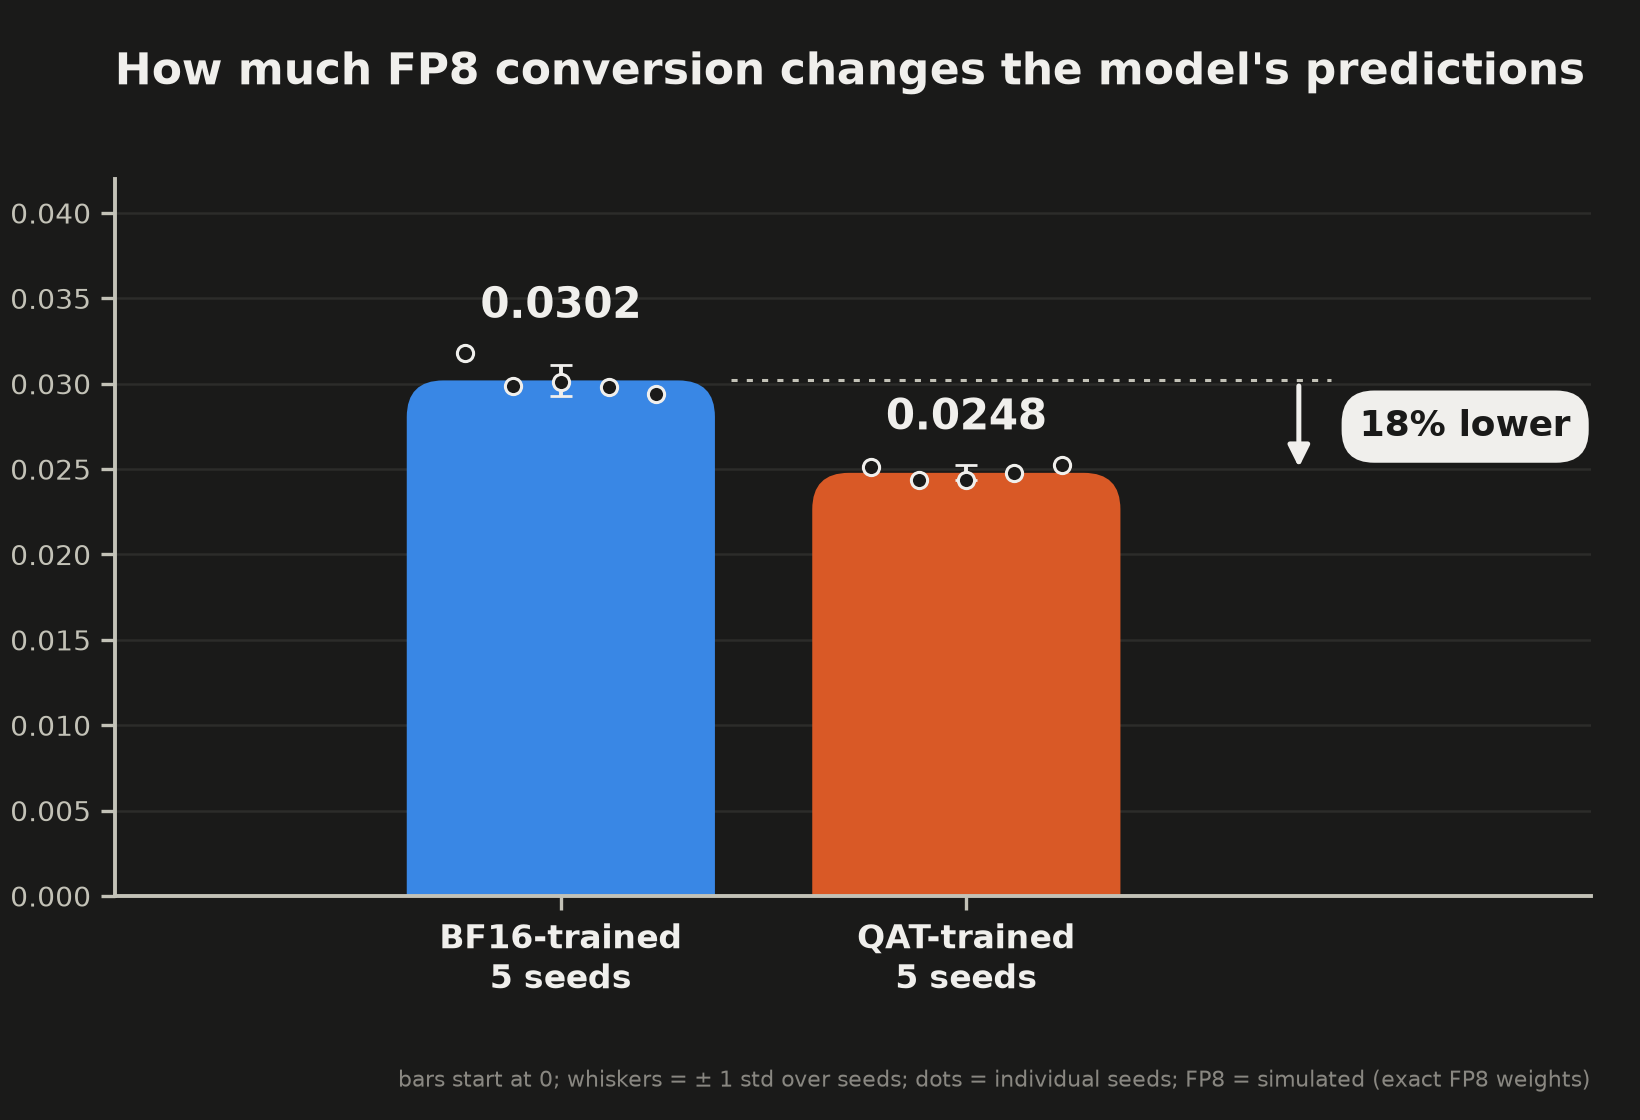 How much FP8 conversion changes the model's predictions
0.040
0.035
0.030
0.025
0.020
0.015
0.010
0.005
0.000
0.0302
0.0248
18% lower
BF16-trained
5 seeds
QAT-trained
5 seeds
bars start at 0; whiskers = ± 1 std over seeds; dots = individual seeds; FP8 = simulated (exact FP8 weights)